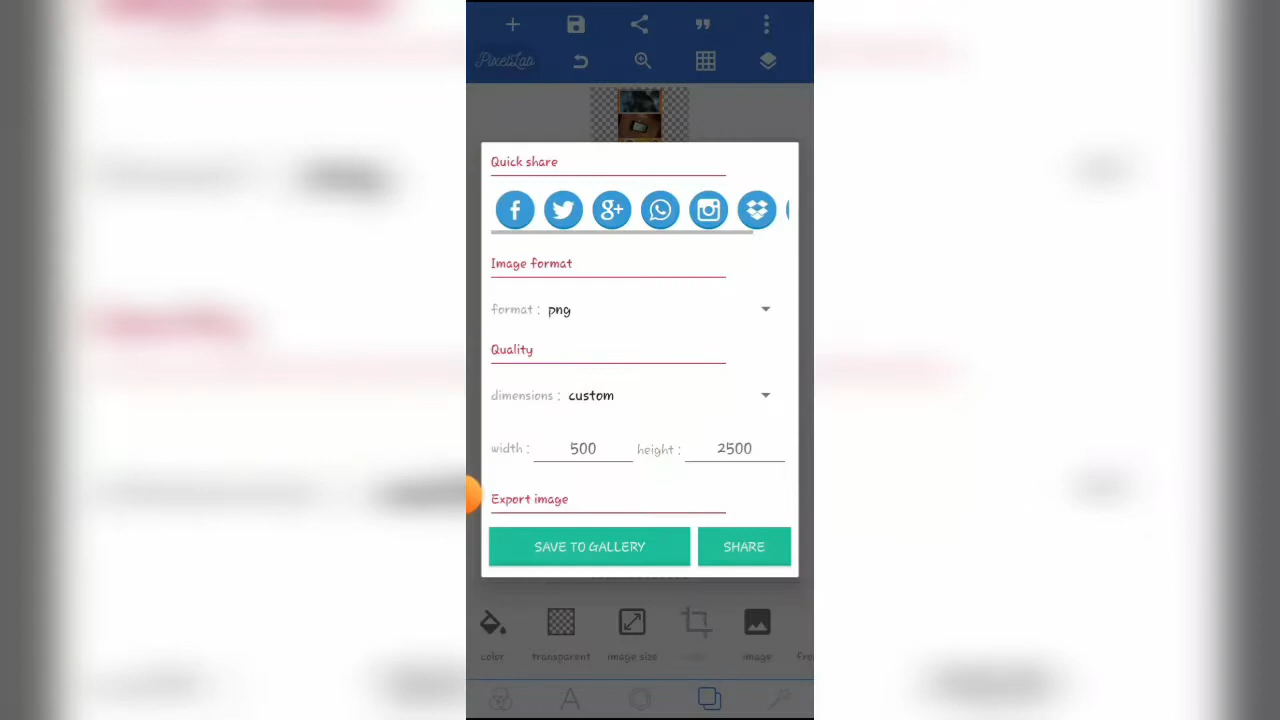 PixelLab
Quick share
Image format
format : png
Quality
dimensions : custom
width : 500 height : 2500
Export image
SAVE TO GALLERY SHARE
color transparent image size image